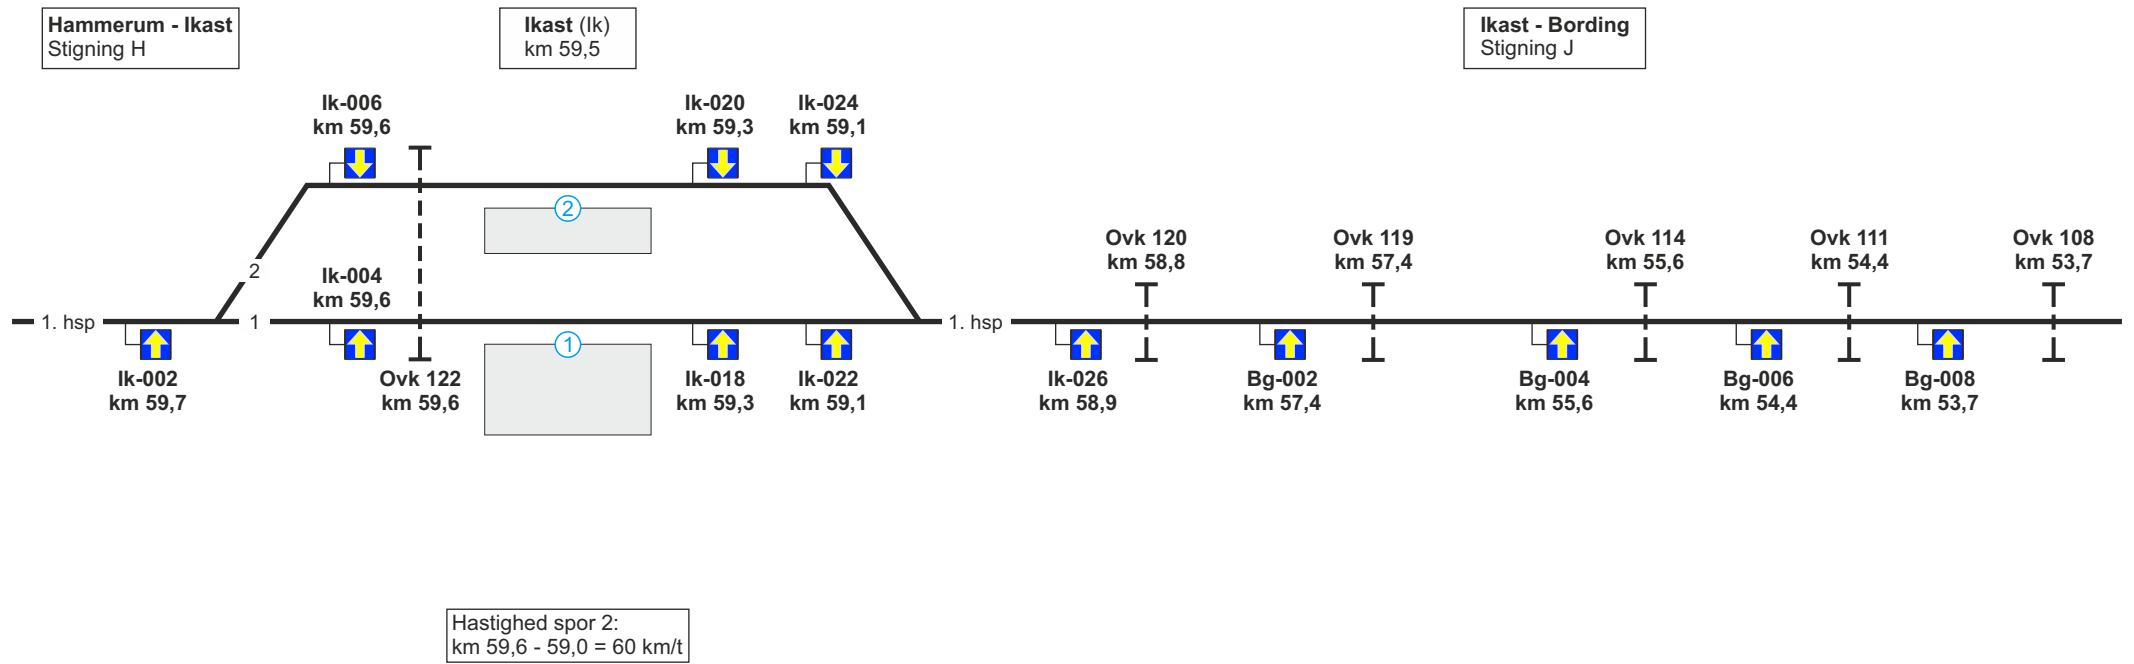 Hammerum - Ikast
Stigning H
Ikast (Ik)
km 59,5
Ikast - Bording
Stigning J
Ik-006
km 59,6
Ik-020
km 59,3
Ik-024
km 59,1
2
2
Ik-004
km 59,6
Ovk 120
km 58,8
Ovk 119
km 57,4
Ovk 114
km 55,6
Ovk 111
km 54,4
Ovk 108
km 53,7
1. hsp
1
1. hsp
1
Ik-002
km 59,7
Ovk 122
km 59,6
Ik-018
km 59,3
Ik-022
km 59,1
Ik-026
km 58,9
Bg-002
km 57,4
Bg-004
km 55,6
Bg-006
km 54,4
Bg-008
km 53,7
Hastighed spor 2:
km 59,6 - 59,0 = 60 km/t